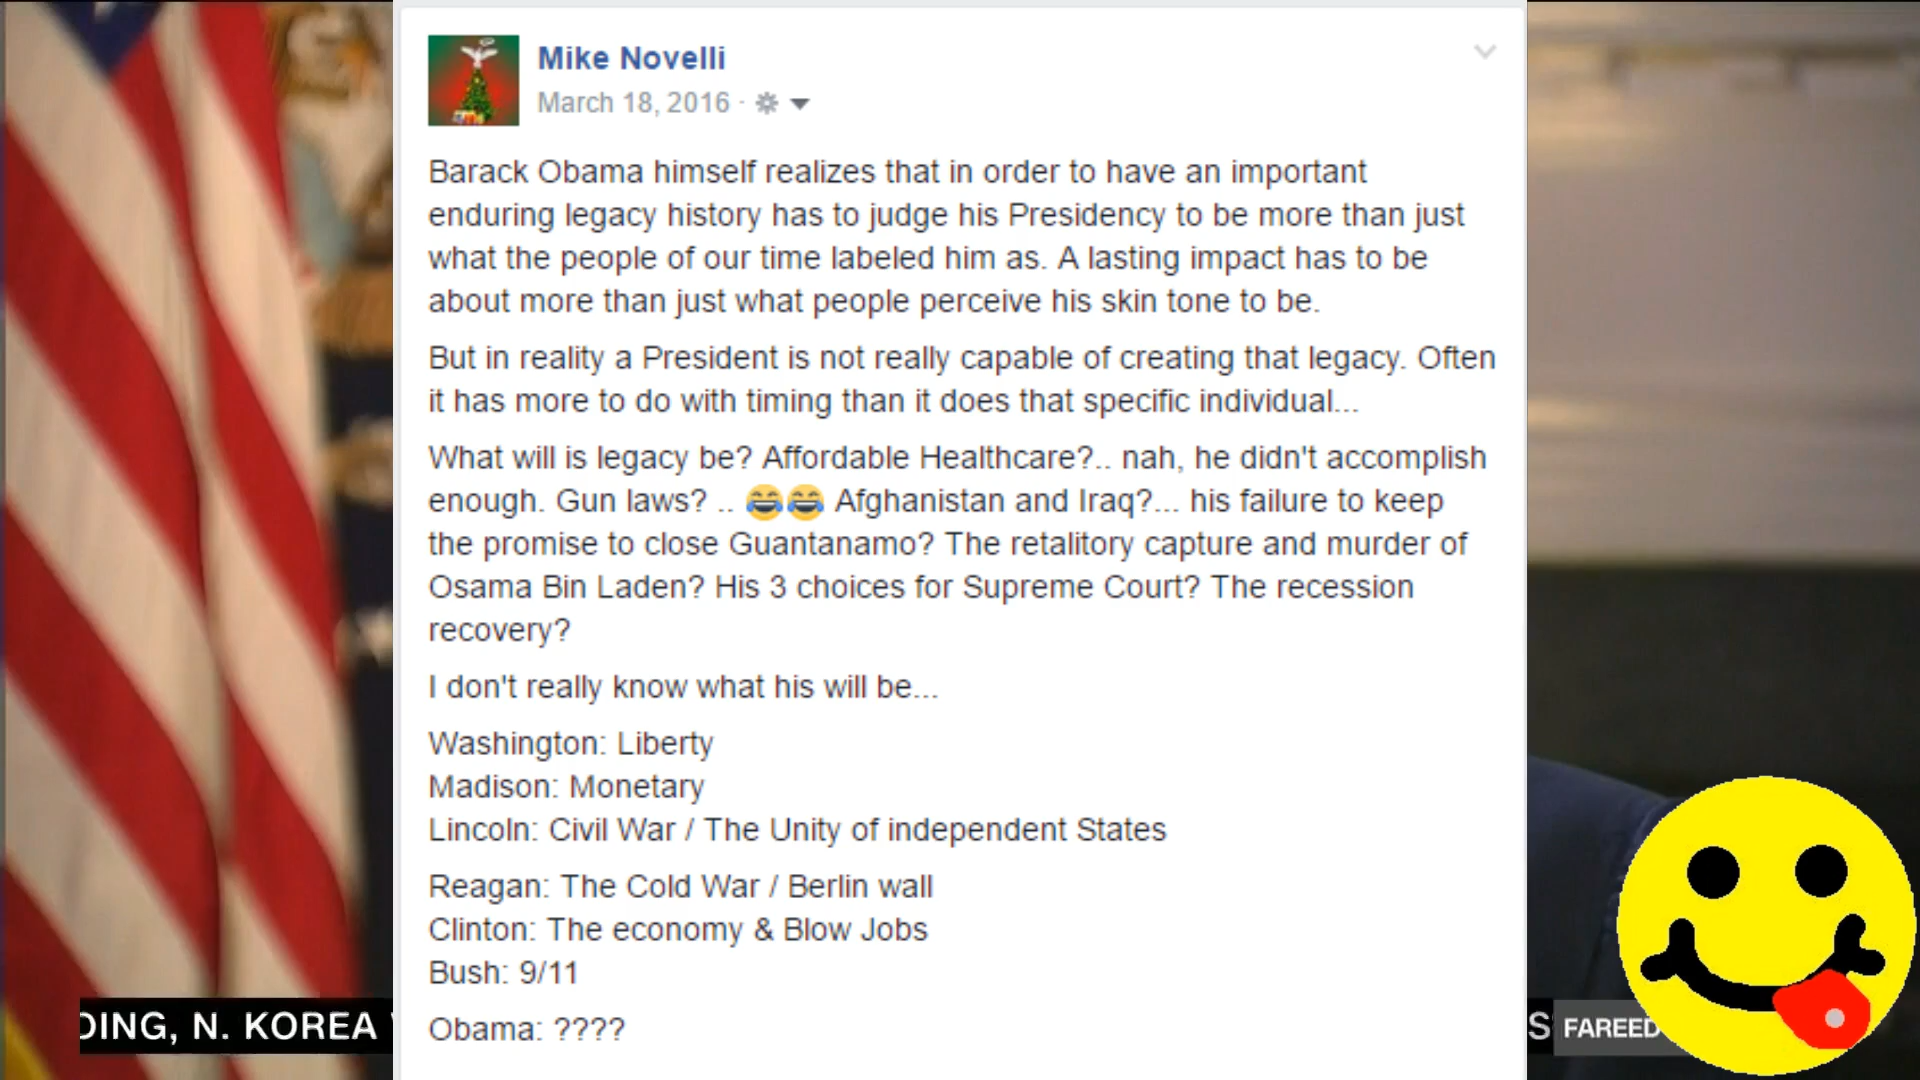 Mike Novelli
March 18, 2016 ·
Barack Obama himself realizes that in order to have an important
enduring legacy history has to judge his Presidency to be more than just
what the people of our time labeled him as. A lasting impact has to be
about more than just what people perceive his skin tone to be.
But in reality a President is not really capable of creating that legacy. Often
it has more to do with timing than it does that specific individual...
What will is legacy be? Affordable Healthcare?.. nah, he didn't accomplish
enough. Gun laws? .. 😂😂 Afghanistan and Iraq?... his failure to keep
the promise to close Guantanamo? The retalitory capture and murder of
Osama Bin Laden? His 3 choices for Supreme Court? The recession
recovery?
I don't really know what his will be...
Washington: Liberty
Madison: Monetary
Lincoln: Civil War / The Unity of independent States
Reagan: The Cold War / Berlin wall
Clinton: The economy & Blow Jobs
Bush: 9/11
Obama: ????
DING, N. KOREA
S FAREED